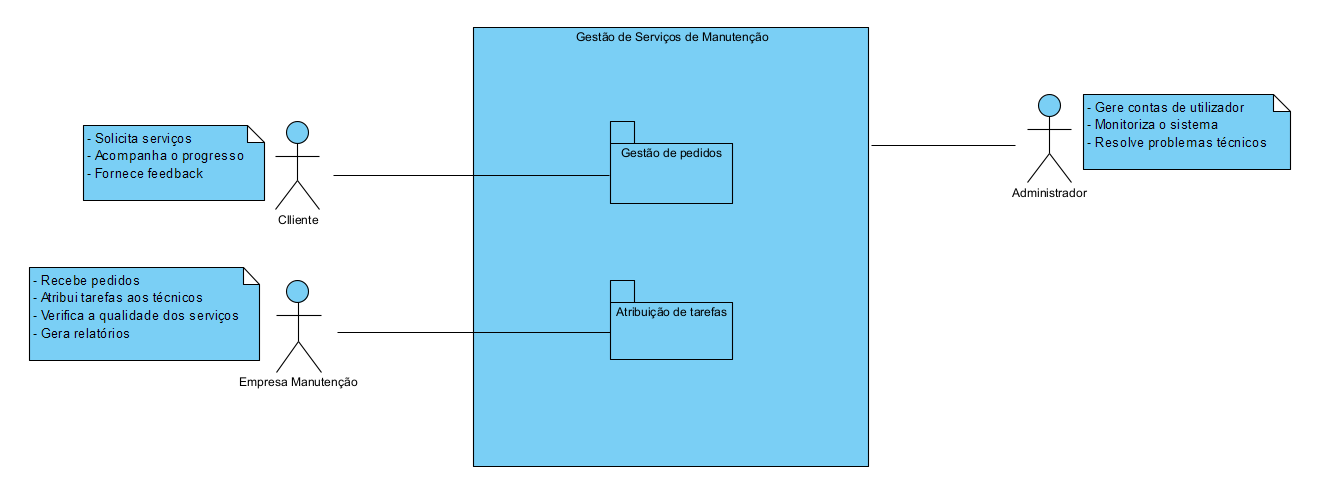 Gestão de Serviços de Manutenção
- Solicita serviços
- Acompanha o progresso
- Fornece feedback
Clliente
Gestão de pedidos
- Gere contas de utilizador
- Monitoriza o sistema
- Resolve problemas técnicos
Administrador
- Recebe pedidos
- Atribui tarefas aos técnicos
- Verifica a qualidade dos serviços
- Gera relatórios
Empresa Manutenção
Atribuição de tarefas